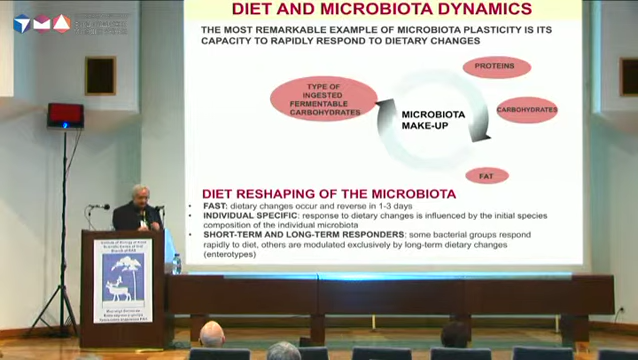 DIET AND MICROBIOTA DYNAMICS
THE MOST REMARKABLE EXAMPLE OF MICROBIOTA PLASTICITY IS ITS
CAPACITY TO RAPIDLY RESPOND TO DIETARY CHANGES
PROTEINS
TYPE OF
INGESTED
FERMENTABLE
CARBOHYDRATES
CARBOHYDRATES
MICROBIOTA
MAKE-UP
FAT
DIET RESHAPING OF THE MICROBIOTA
• FAST: dietary changes occur and reverse in 1-3 days
• INDIVIDUAL SPECIFIC: response to dietary changes is influenced by the initial species
composition of the individual microbiota
• SHORT-TERM AND LONG-TERM RESPONDERS: some bacterial groups respond
rapidly to diet, others are modulated exclusively by long-term dietary changes
(enterotypes)